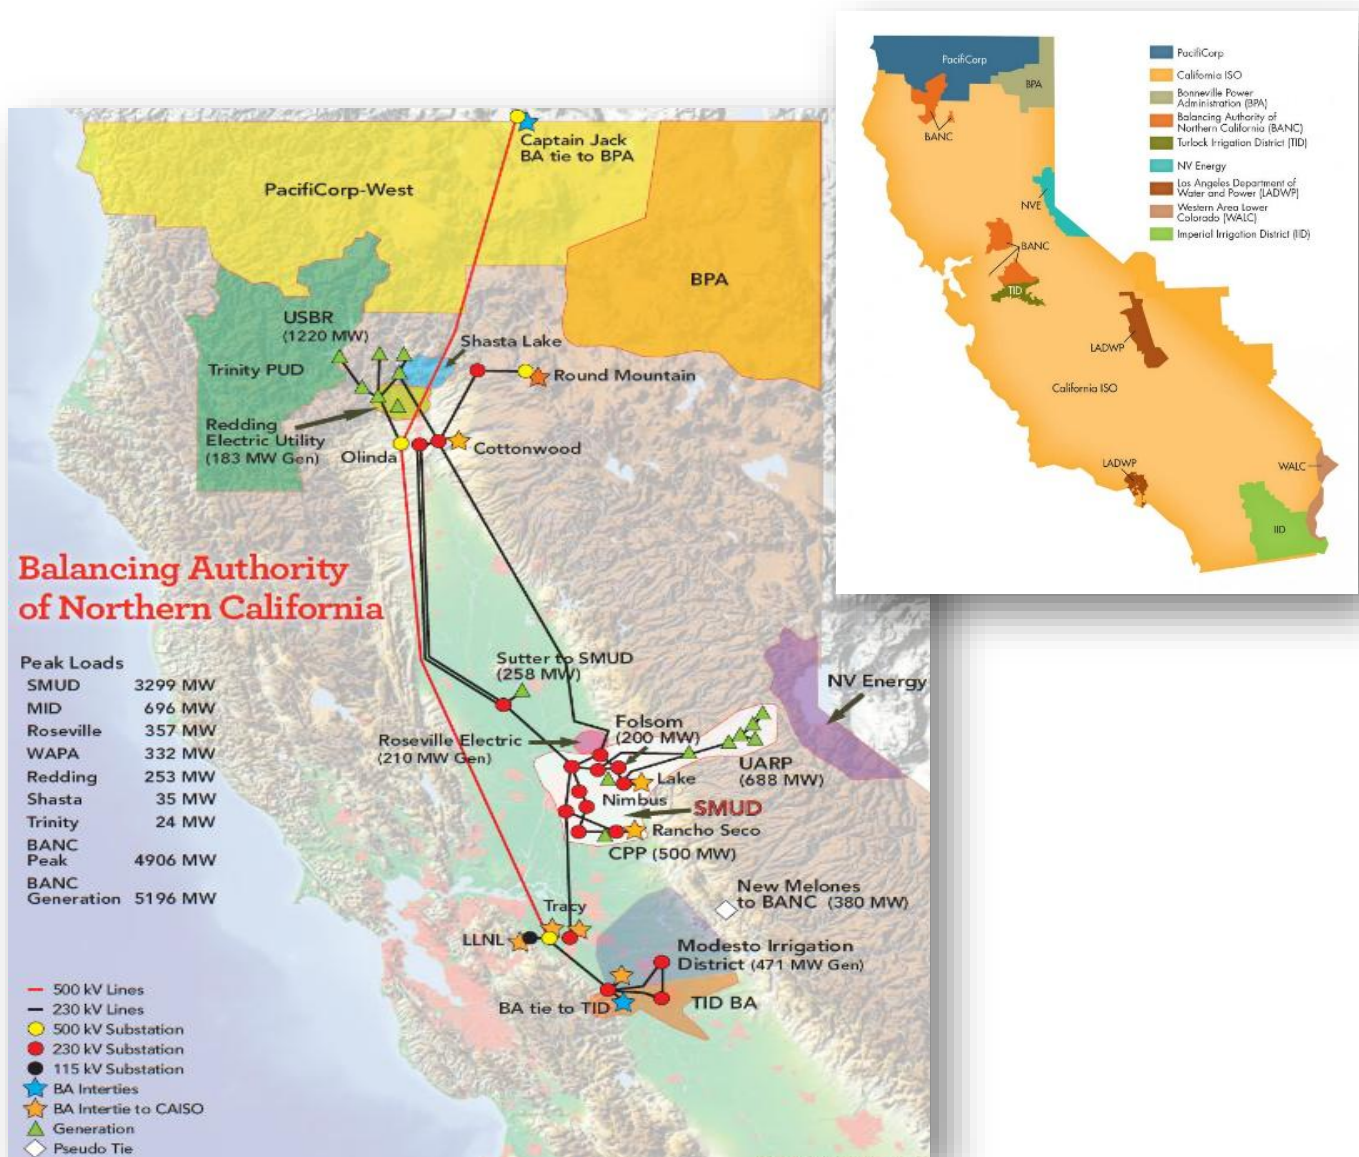 PacifiCorp
BPA
BANC
NVE
BANC
TID
LADWP
California ISO
LADWP
WALC
IID
PacifiCorp
California ISO
Bonneville Power
Administration (BPA)
Balancing Authority of
Northern California (BANC)
Turlock Irrigation District (TID)
NV Energy
Los Angeles Department of
Water and Power (LADWP)
Western Area Lower
Colorado (WALC)
Imperial Irrigation District (IID)
Captain Jack
BA tie to BPA
PacifiCorp-West
BPA
USBR
(1220 MW)
Shasta Lake
Trinity PUD
Round Mountain
Redding
Electric Utility
(183 MW Gen)
Olinda
Cottonwood
Balancing Authority
of Northern California
Peak Loads
SMUD 3299 MW
MID 696 MW
Roseville 357 MW
WAPA 332 MW
Redding 253 MW
Shasta 35 MW
Trinity 24 MW
BANC
Peak 4906 MW
BANC
Generation 5196 MW
Sutter to SMUD
(258 MW)
NV Energy
Folsom
(200 MW)
Roseville Electric
(210 MW Gen)
UARP
(688 MW)
Lake
Nimbus
SMUD
Rancho Seco
CPP (500 MW)
New Melones
to BANC (380 MW)
Tracy
LLNL
Modesto Irrigation
District (471 MW Gen)
BA tie to TID
TID BA
500 kV Lines
230 kV Lines
500 kV Substation
230 kV Substation
115 kV Substation
BA Interties
BA Intertie to CAISO
Generation
Pseudo Tie